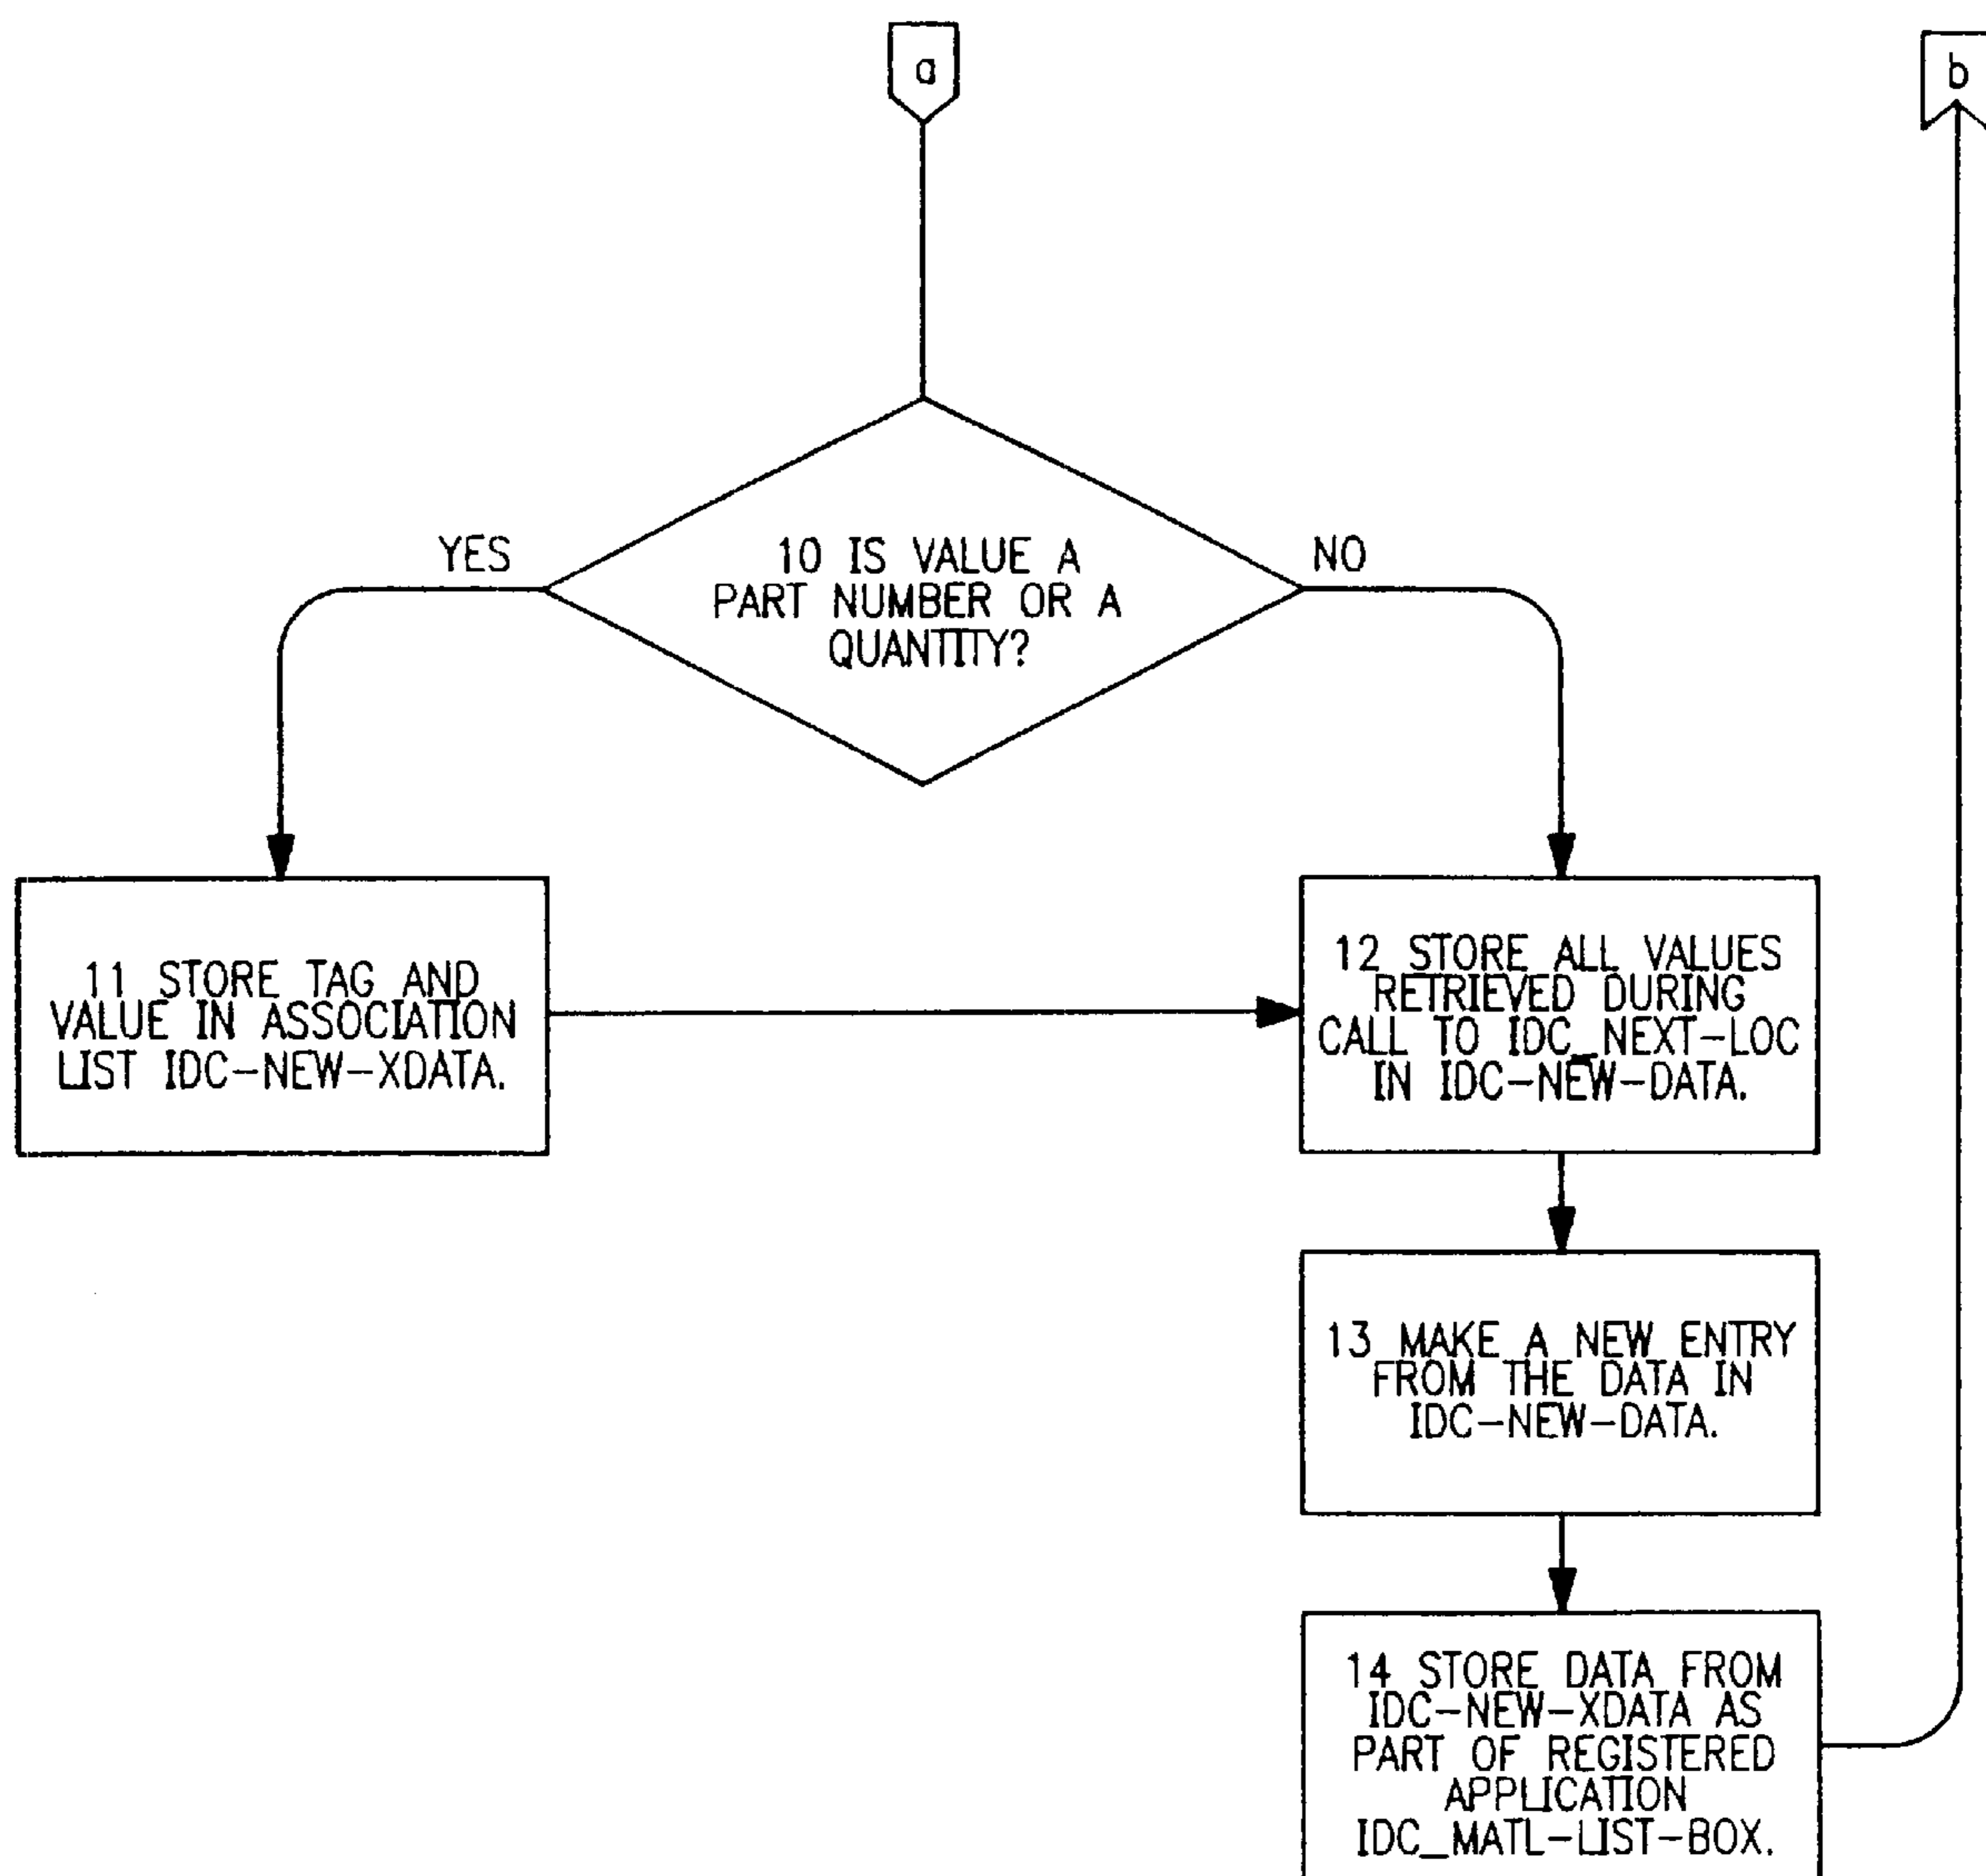 a
b
YES
10 IS VALUE A
PART NUMBER OR A
QUANTITY?
NO
11 STORE TAG AND
VALUE IN ASSOCIATION
LIST IDC-NEW-XDATA.
12 STORE ALL VALUES
RETRIEVED DURING
CALL TO IDC_NEXT-LOC
IN IDC-NEW-DATA.
13 MAKE A NEW ENTRY
FROM THE DATA IN
IDC-NEW-DATA.
14 STORE DATA FROM
IDC-NEW-XDATA AS
PART OF REGISTERED
APPLICATION
IDC_MATL-LIST-BOX.